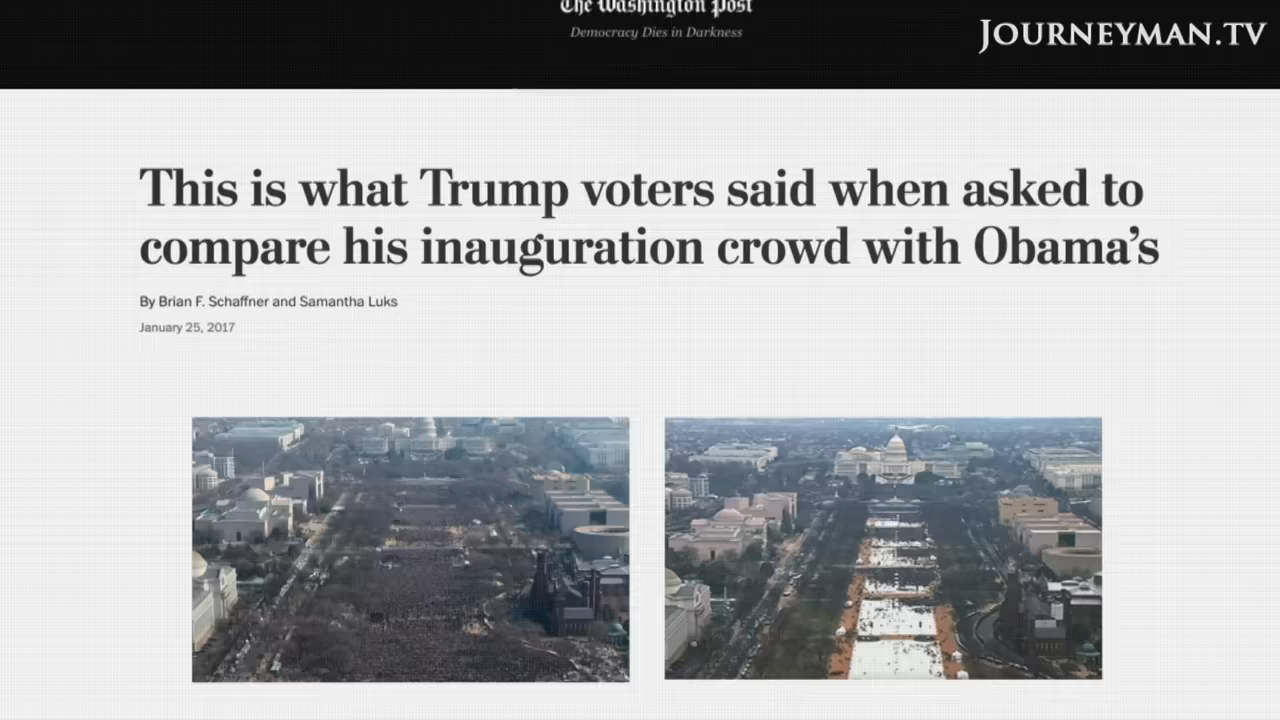 The Washington Post
Democracy Dies in Darkness
JOURNEYMAN.TV
This is what Trump voters said when asked to
compare his inauguration crowd with Obama’s
By Brian F. Schaffner and Samantha Luks
January 25, 2017